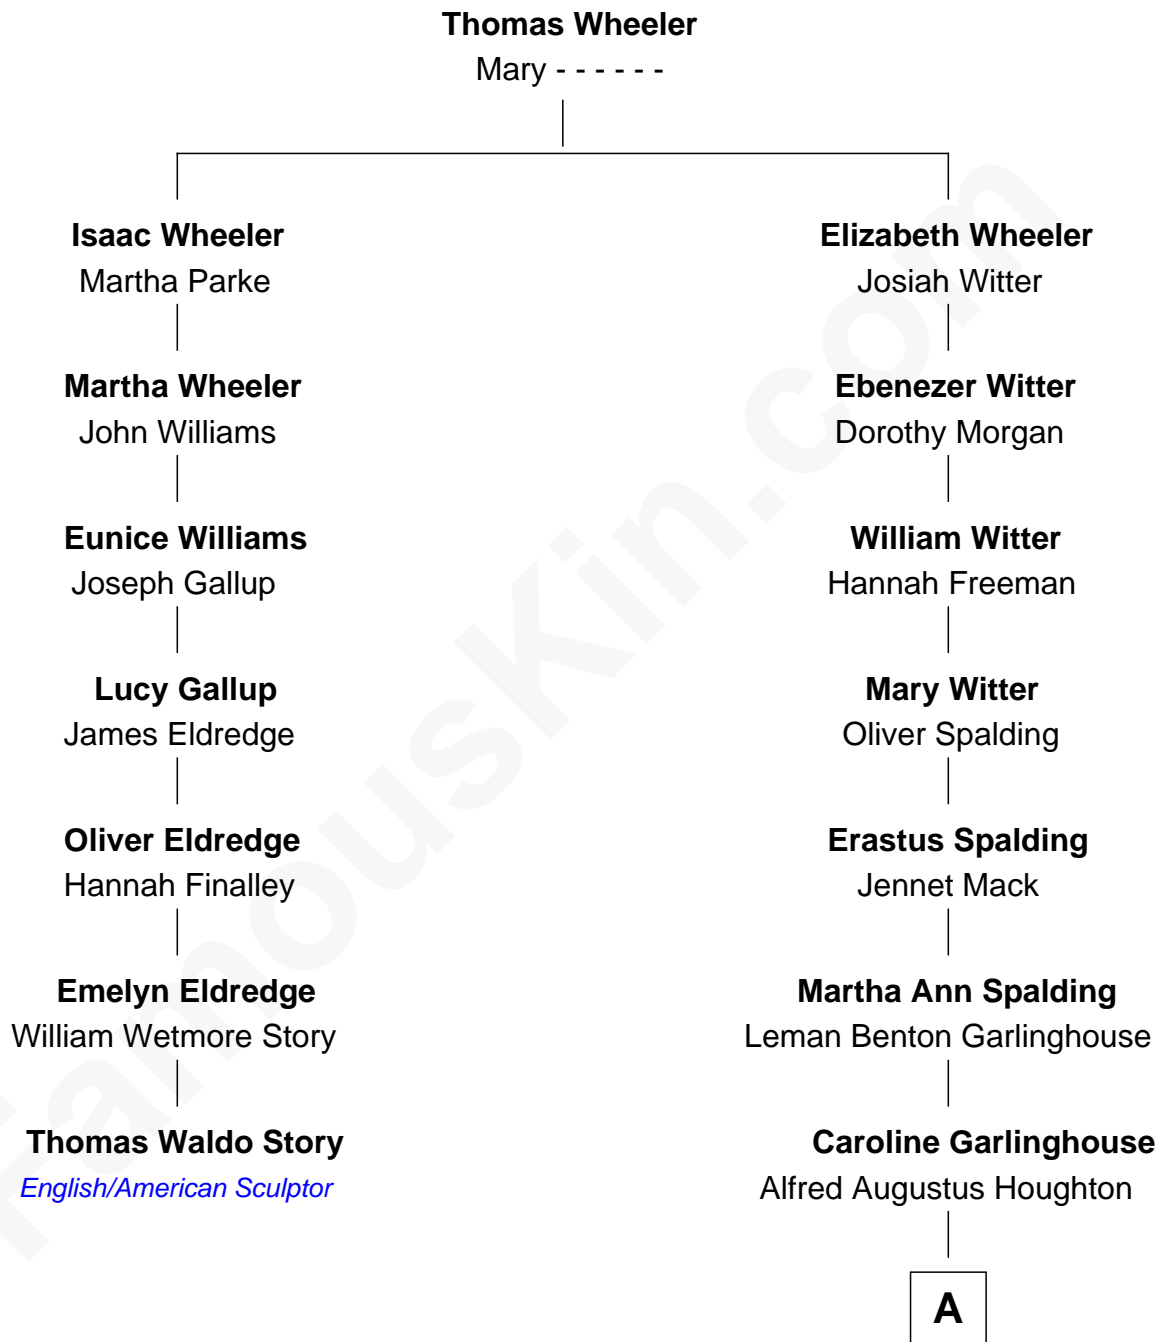 Thomas Wheeler
Mary - - - - - -
Isaac Wheeler
Martha Parke
Elizabeth Wheeler
Josiah Witter
Martha Wheeler
John Williams
Ebenezer Witter
Dorothy Morgan
Eunice Williams
Joseph Gallup
William Witter
Hannah Freeman
Lucy Gallup
James Eldredge
Mary Witter
Oliver Spalding
Oliver Eldredge
Hannah Finalley
Erastus Spalding
Jennet Mack
Emelyn Eldredge
William Wetmore Story
Martha Ann Spalding
Leman Benton Garlinghouse
Thomas Waldo Story
English/American Sculptor
Caroline Garlinghouse
Alfred Augustus Houghton
A
FamousKin.com